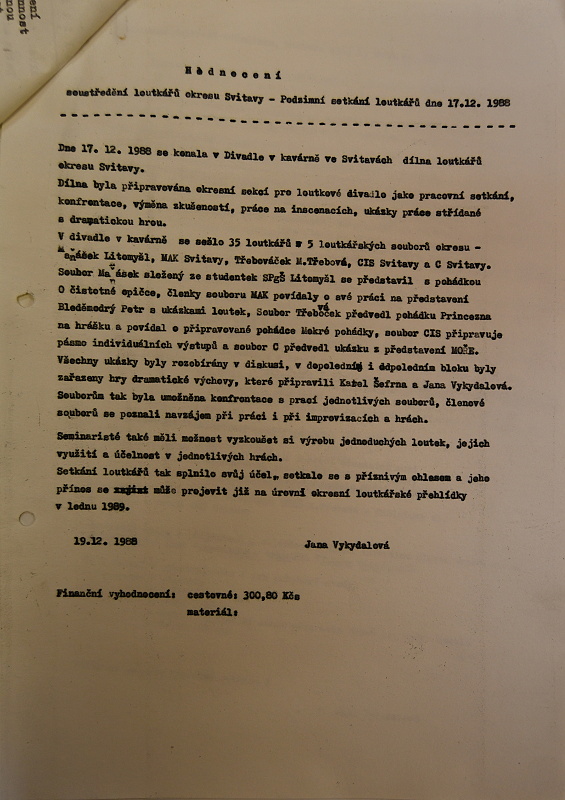 ení
nnost
nou
H o d n o c e n í
soustředění loutkářů okresu Svitavy - Podzimní setkání loutkářů dne 17.12. 1988
Dne 17. 12. 1988 se konala v Divadle v kavárně ve Svitavách dílna loutkářů
okresu Svitavy.
Dílna byla připravována okresní sekcí pro loutkové divadlo jako pracovní setkání,
konfrontace, výměna zkušeností, práce na inscenacích, ukázky práce střídané
s dramatickou hrou.
V divadle v kavárně se sešlo 35 loutkářů z 5 loutkářských souborů okresu -
Maňásek Litomyšl, MAK Svitavy, Třebováček M.Třebová, CIS Svitavy a C Svitavy.
Soubor Maňásek složený ze studentek SPgŠ Litomyšl se představil s pohádkou
O čistotné opičce, členky souboru MAK povídaly o své práci na představení
Bleděmodrý Petr s ukázkami loutek, Soubor Třebováček předvedl pohádku Princezna
na hrášku a povídal o připravované pohádce Mokré pohádky, soubor CIS připravuje
pásmo individuálních výstupů a soubor C předvedl ukázku z představení MOŘE.
Všechny ukázky byly rozebírány v diskusi, v dopoledním i odpoledním bloku byly
zařazeny hry dramatické výchovy, které připravili Karel Šefrna a Jana Vykydalová.
Souborům tak byla umožněna konfrontace s prací jednotlivých souborů, členové
souborů se poznali navzájem při práci i při improvizacích a hrách.
Seminaristé také měli možnost vyzkoušet si výrobu jednoduchých loutek, jejich
využití a účelnost v jednotlivých hrách.
Setkání loutkářů tak splnilo svůj účel, setkalo se s příznivým ohlasem a jeho
přínos se může projevit již na úrovni okresní loutkářské přehlídky
v lednu 1989.
19.12. 1988 Jana Vykydalová
Finanční vyhodnocení: cestovné: 300,80 Kčs
materiál: